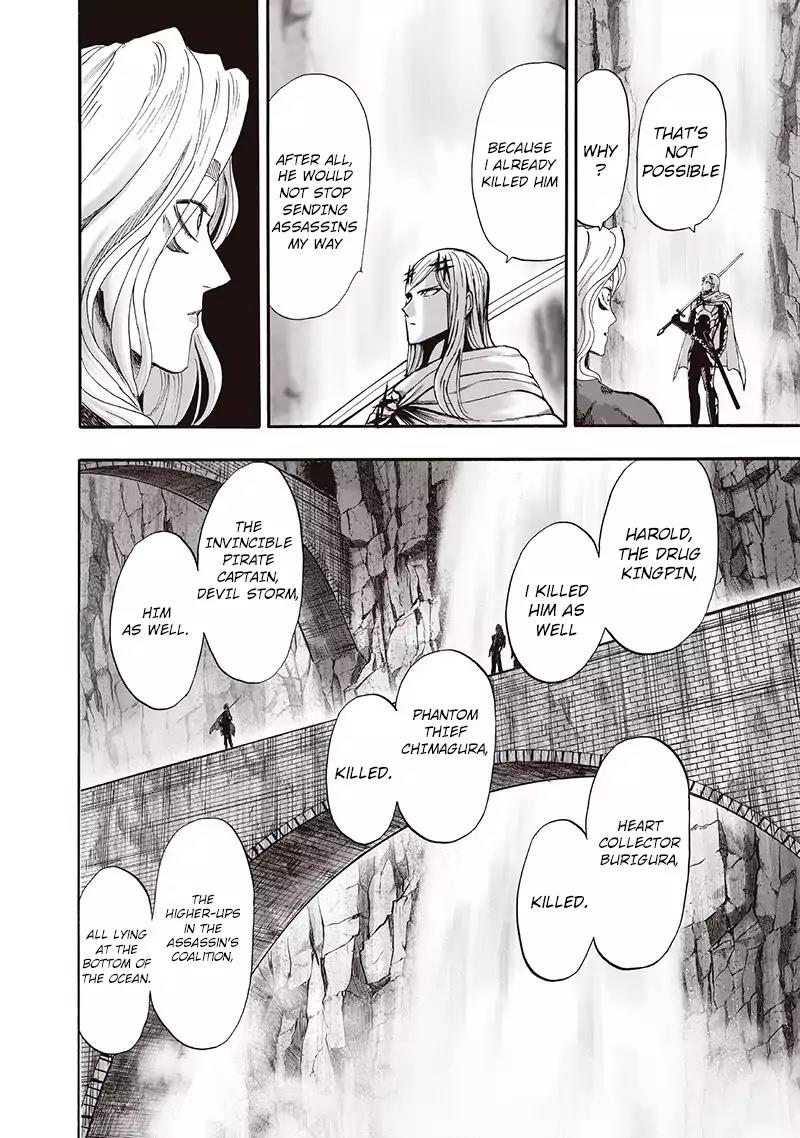 THAT'S
NOT
POSSIBLE
WHY
?
BECAUSE
I ALREADY
KILLED HIM
AFTER ALL,
HE WOULD
NOT STOP
SENDING
ASSASSINS
MY WAY
HAROLD,
THE DRUG
KINGPIN,
I KILLED
HIM AS
WELL
THE
INVINCIBLE
PIRATE
CAPTAIN,
DEVIL STORM,
HIM
AS WELL.
PHANTOM
THIEF
CHIMAGURA,
KILLED.
HEART
COLLECTOR
BURIGURA,
KILLED.
THE
HIGHER-UPS
IN THE
ASSASSIN'S
COALITION,
ALL LYING
AT THE
BOTTOM OF
THE OCEAN.